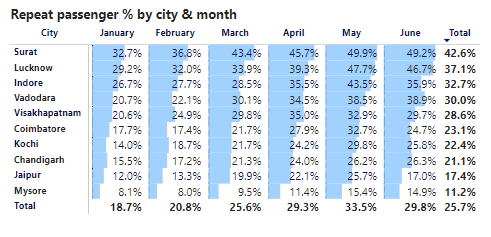 Repeat passenger % by city & month
City January February March April May June Total
Surat 32.7% 36.8% 43.4% 45.7% 49.9% 49.2% 42.6%
Lucknow 29.2% 32.0% 33.9% 39.3% 47.7% 46.7% 37.1%
Indore 26.7% 27.7% 28.5% 35.5% 43.5% 35.9% 32.7%
Vadodara 20.7% 22.1% 30.1% 34.5% 38.5% 38.9% 30.0%
Visakhapatnam 20.6% 24.9% 29.8% 35.0% 32.9% 29.7% 28.6%
Coimbatore 17.7% 17.4% 21.7% 27.9% 32.7% 24.7% 23.1%
Kochi 14.0% 18.7% 21.7% 24.2% 29.8% 25.8% 22.4%
Chandigarh 15.5% 17.2% 21.3% 24.0% 26.2% 26.3% 21.1%
Jaipur 12.0% 13.3% 19.9% 22.1% 25.7% 17.0% 17.4%
Mysore 8.1% 8.0% 9.5% 11.4% 15.4% 14.9% 11.2%
Total 18.7% 20.8% 25.6% 29.3% 33.5% 29.8% 25.7%